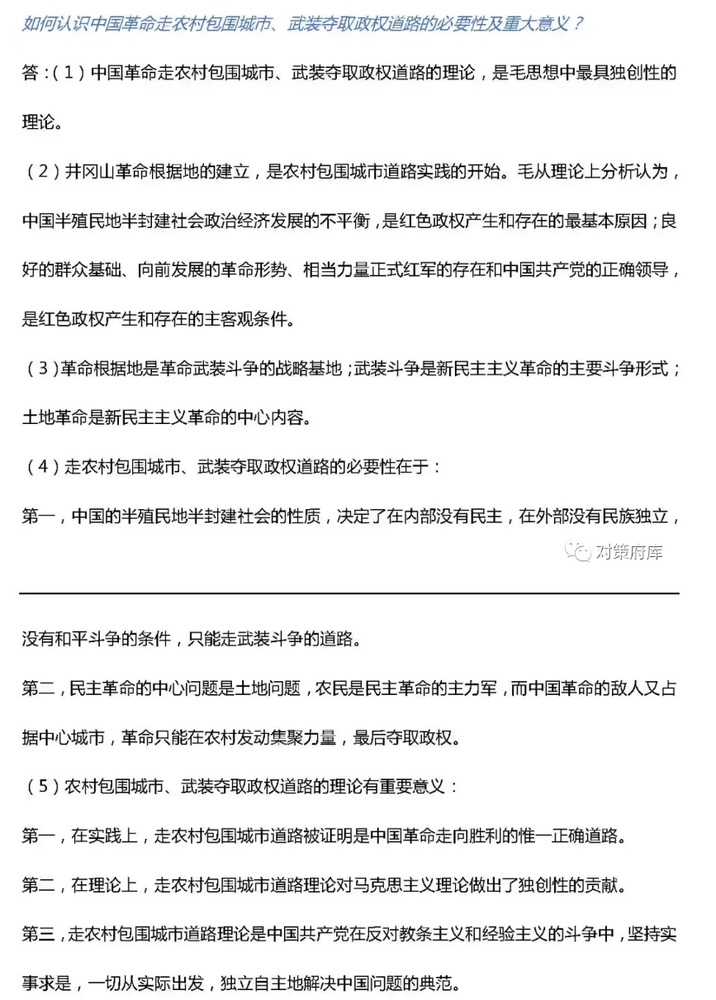 如何认识中国革命走农村包围城市、武装夺取政权道路的必要性及重大意义？
答：（1）中国革命走农村包围城市、武装夺取政权道路的理论，是毛思想中最具独创性的
理论。
（2）井冈山革命根据地的建立，是农村包围城市道路实践的开始。毛从理论上分析认为，
中国半殖民地半封建社会政治经济发展的不平衡，是红色政权产生和存在的最基本原因；良
好的群众基础、向前发展的革命形势、相当力量正式红军的存在和中国共产党的正确领导，
是红色政权产生和存在的主客观条件。
（3）革命根据地是革命武装斗争的战略基地；武装斗争是新民主主义革命的主要斗争形式；
土地革命是新民主主义革命的中心内容。
（4）走农村包围城市、武装夺取政权道路的必要性在于：
第一，中国的半殖民地半封建社会的性质，决定了在内部没有民主，在外部没有民族独立，
对策府库
没有和平斗争的条件，只能走武装斗争的道路。
第二，民主革命的中心问题是土地问题，农民是民主革命的主力军，而中国革命的敌人又占
据中心城市，革命只能在农村发动集聚力量，最后夺取政权。
（5）农村包围城市、武装夺取政权道路的理论有重要意义：
第一，在实践上，走农村包围城市道路被证明是中国革命走向胜利的惟一正确道路。
第二，在理论上，走农村包围城市道路理论对马克思主义理论做出了独创性的贡献。
第三，走农村包围城市道路理论是中国共产党在反对教条主义和经验主义的斗争中，坚持实
事求是，一切从实际出发，独立自主地解决中国问题的典范。